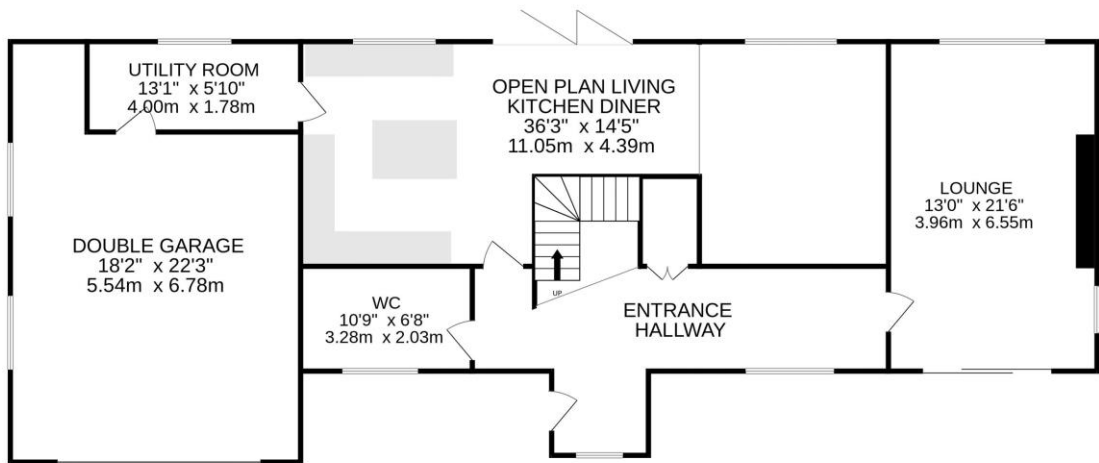 UTILITY ROOM
13'1" x 5'10"
4.00m x 1.78m
OPEN PLAN LIVING
KITCHEN DINER
36'3" x 14'5"
11.05m x 4.39m
LOUNGE
13'0" x 21'6"
3.96m x 6.55m
DOUBLE GARAGE
18'2" x 22'3"
5.54m x 6.78m
UP
WC
10'9" x 6'8"
3.28m x 2.03m
ENTRANCE
HALLWAY